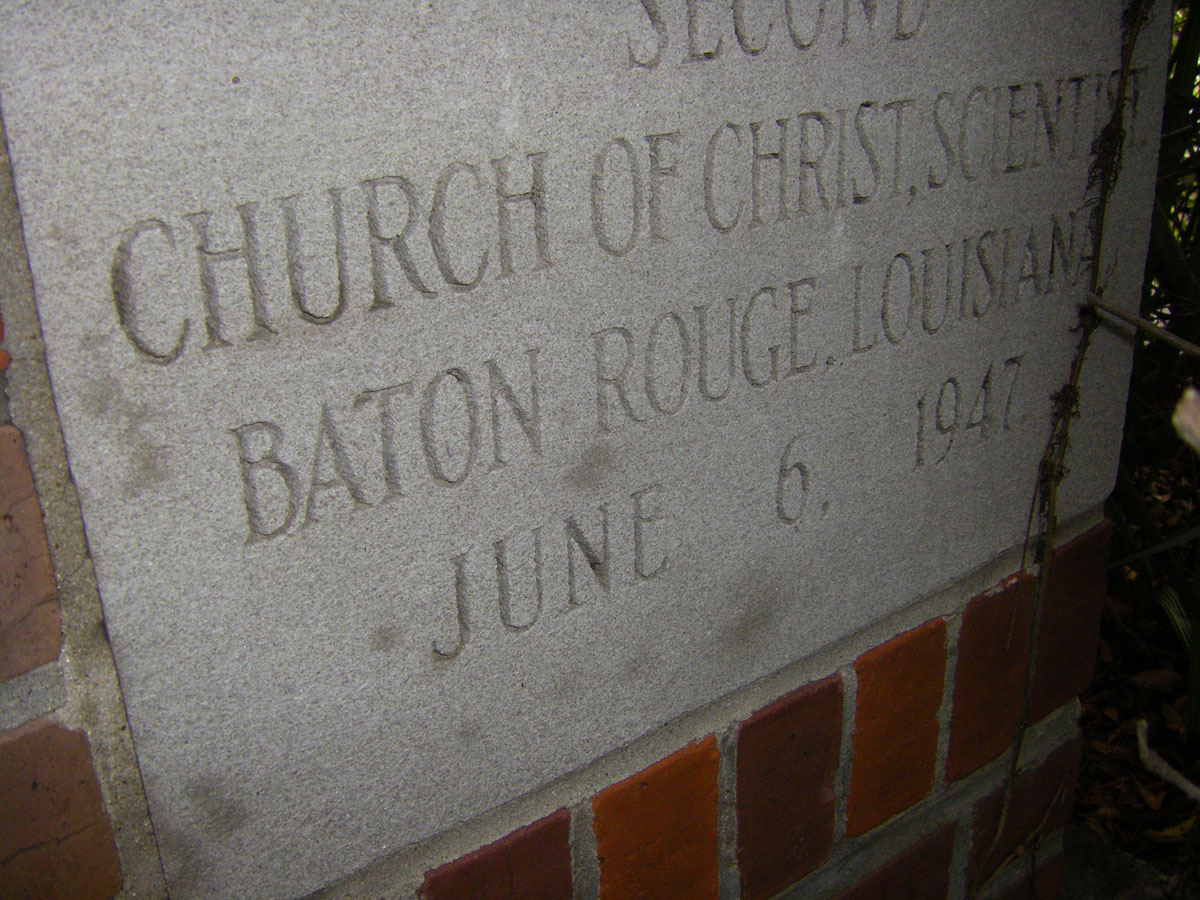 SECOND
CHURCH OF CHRIST, SCIENTIST
BATON ROUGE, LOUISIANA,
JUNE 6, 1947.